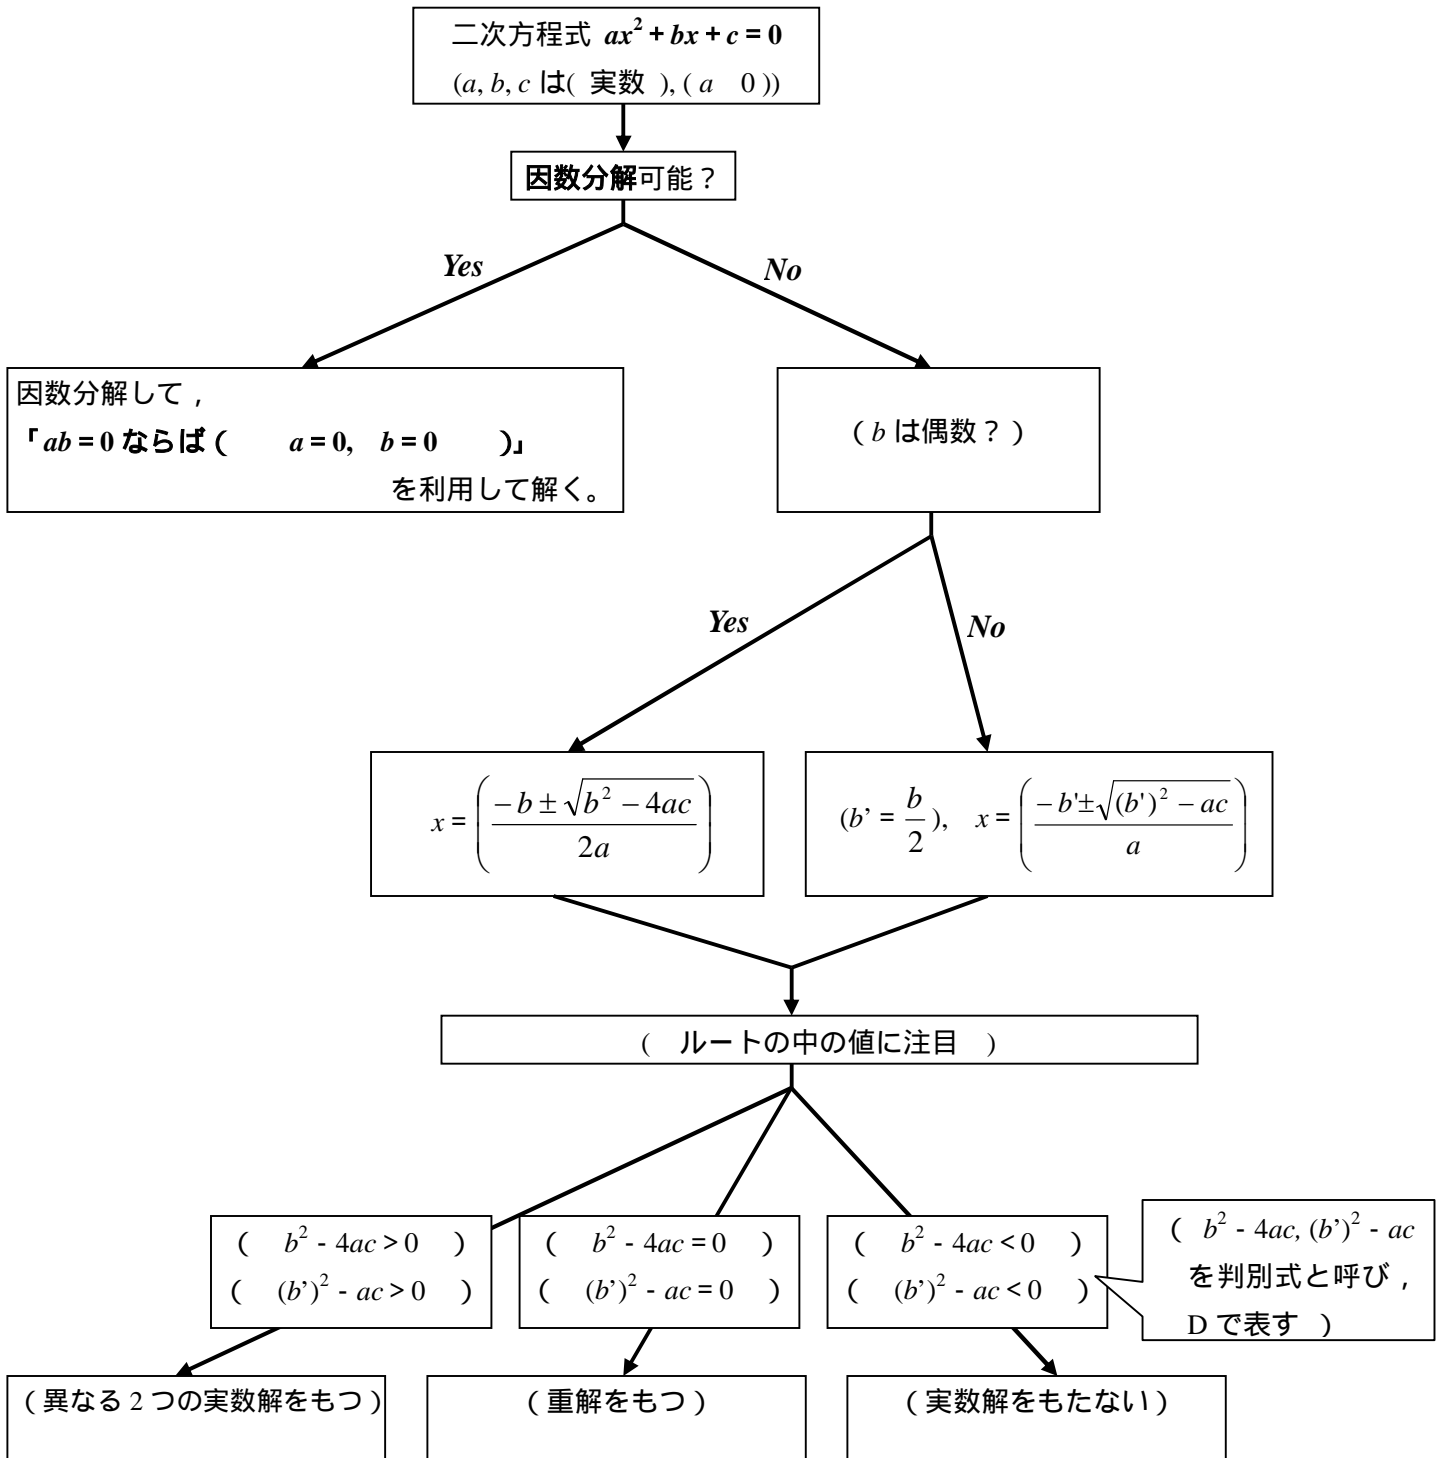 二次方程式 ax² + bx + c = 0
(a, b, c は( 実数 ), ( a  0 ))
因数分解可能？
Yes
No
因数分解して，
「ab = 0 ならば（ a = 0, b = 0 ）」
を利用して解く。
（b は偶数？）
Yes
No
x = ( (-b ± √(b² - 4ac)) / 2a )
(b’ = b/2), x = ( (-b' ± √((b')² - ac)) / a )
( ルートの中の値に注目 )
( b² - 4ac > 0 )
( (b’)² - ac > 0 )
( b² - 4ac = 0 )
( (b’)² - ac = 0 )
( b² - 4ac < 0 )
( (b’)² - ac < 0 )
( b² - 4ac, (b’)² - ac
を判別式と呼び，
D で表す )
（異なる 2 つの実数解をもつ）
（重解をもつ）
（実数解をもたない）